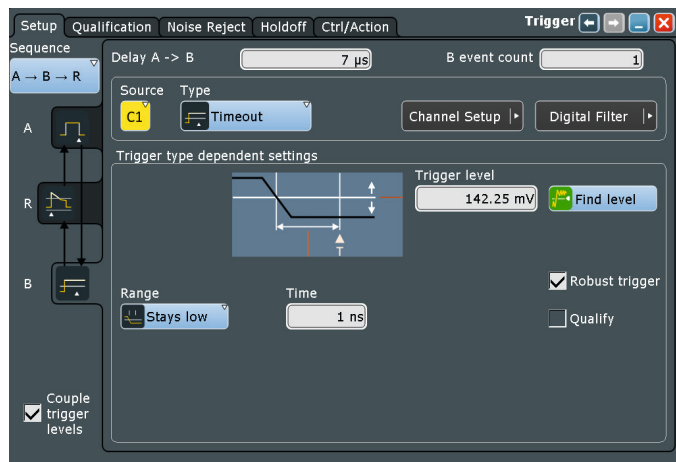 Setup Qualification Noise Reject Holdoff Ctrl/Action Trigger
Sequence
A → B → R
Delay A -> B 7 µs B event count 1
Source Type
C1 Timeout Channel Setup Digital Filter
A
Trigger type dependent settings
Trigger level
142.25 mV Find level
R
T
B
Robust trigger
Range Time
Stays low 1 ns Qualify
Couple
trigger
levels